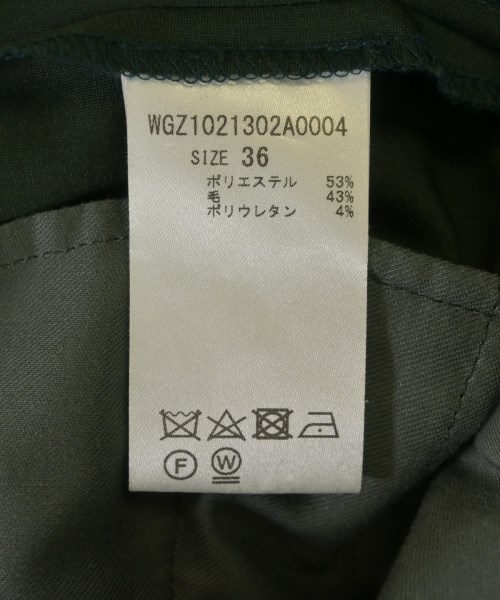 WGZ1021302A0004
SIZE 36
ポリエステル 53%
毛 43%
ポリウレタン 4%
F W